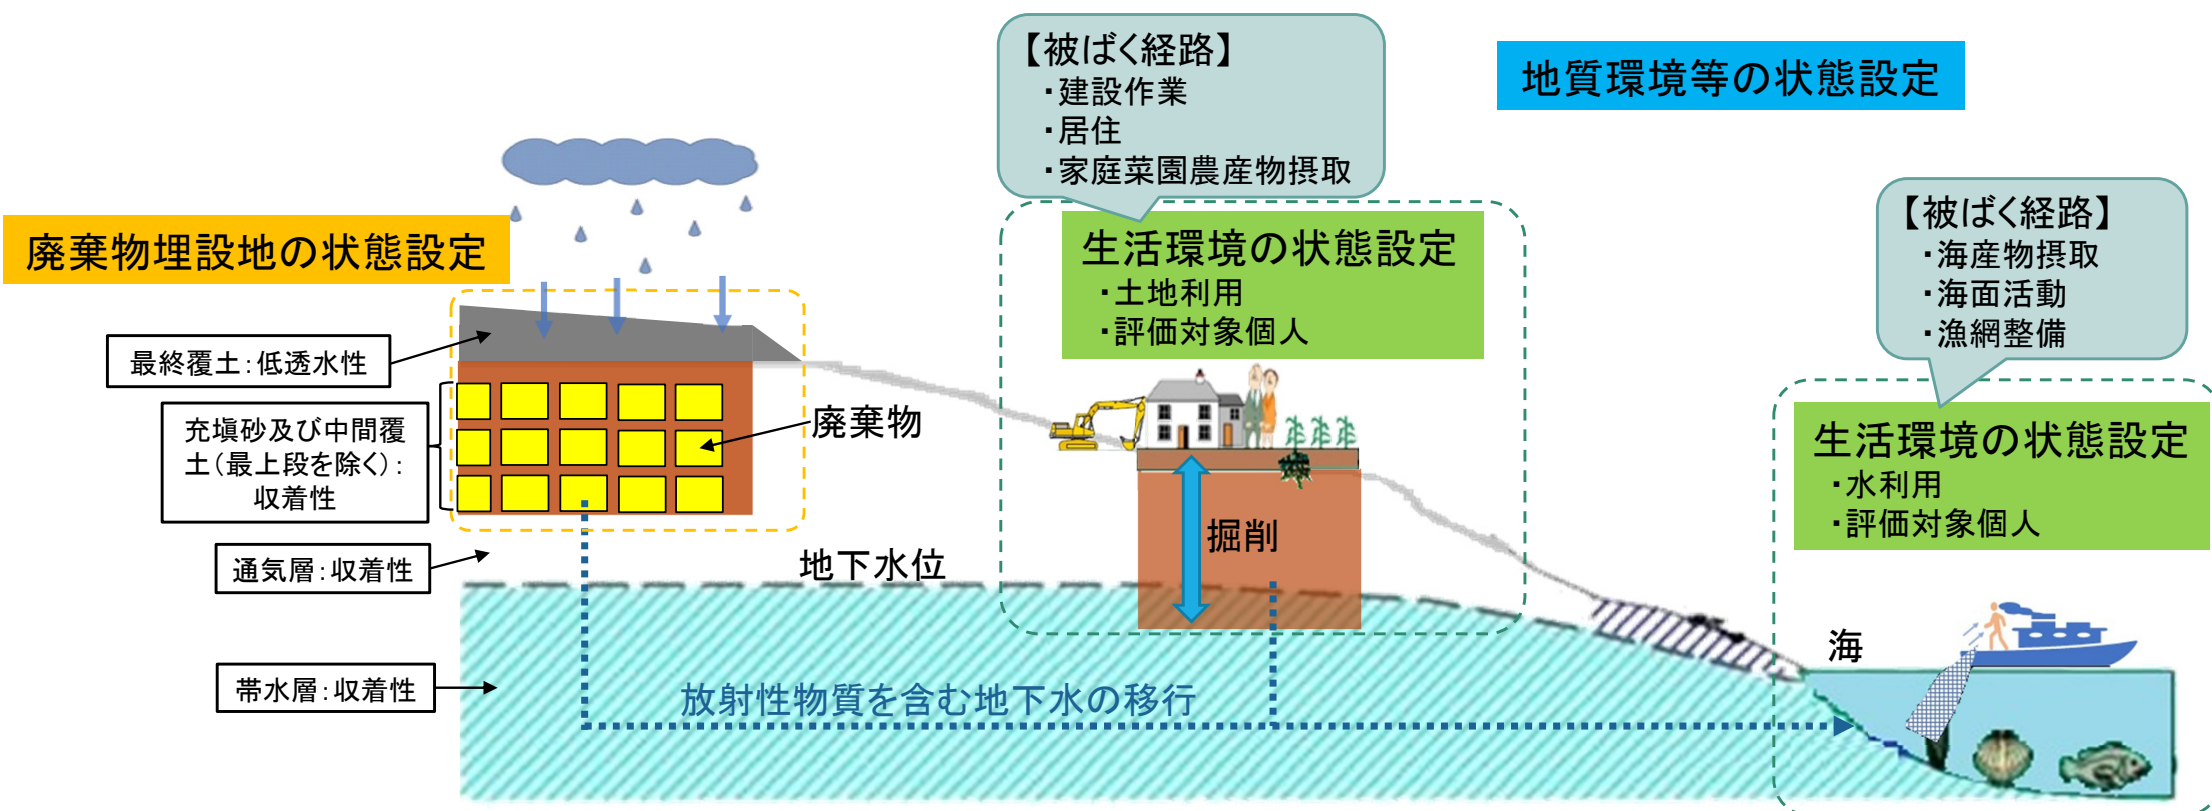 【被ばく経路】
・建設作業
・居住
・家庭菜園農産物摂取
地質環境等の状態設定
【被ばく経路】
・海産物摂取
・海面活動
・漁網整備
廃棄物埋設地の状態設定
生活環境の状態設定
・土地利用
・評価対象個人
最終覆土：低透水性
充塡砂及び中間覆
土（最上段を除く）：
収着性
廃棄物
生活環境の状態設定
・水利用
・評価対象個人
掘削
通気層：収着性
地下水位
海
帯水層：収着性
放射性物質を含む地下水の移行